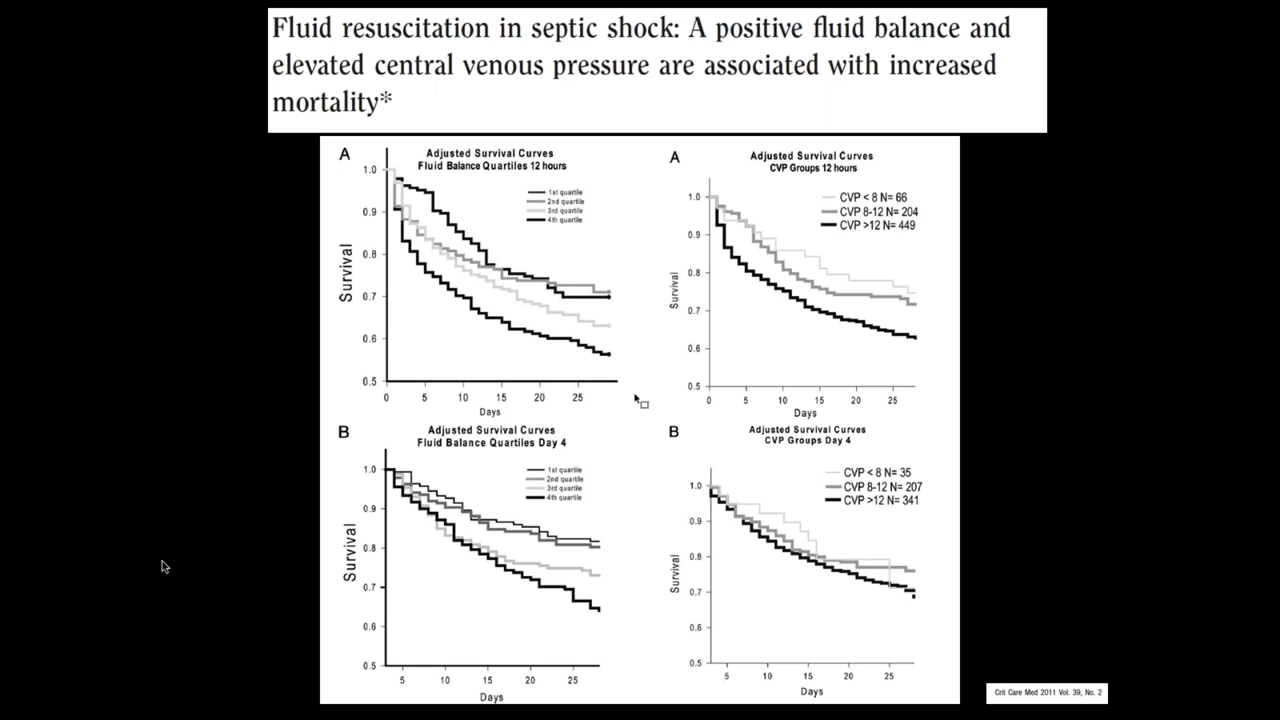 Fluid resuscitation in septic shock: A positive fluid balance and
elevated central venous pressure are associated with increased
mortality*
A
Adjusted Survival Curves
Fluid Balance Quartiles 12 hours
1st quartile
2nd quartile
3rd quartile
4th quartile
Survival
1.0
0.9
0.8
0.7
0.6
0.5
0 5 10 15 20 25
Days
A
Adjusted Survival Curves
CVP Groups 12 hours
CVP < 8 N= 66
CVP 8-12 N= 204
CVP >12 N= 449
Survival
1.0
0.9
0.8
0.7
0.6
0.5
0 5 10 15 20 25
Days
B
Adjusted Survival Curves
Fluid Balance Quartiles Day 4
1st quartile
2nd quartile
3rd quartile
4th quartile
Survival
1.0
0.9
0.8
0.7
0.6
0.5
5 10 15 20 25
Days
B
Adjusted Survival Curves
CVP Groups Day 4
CVP < 8 N= 35
CVP 8-12 N= 207
CVP >12 N= 341
Survival
1.0
0.9
0.8
0.7
0.6
0.5
5 10 15 20 25
Days
Crit Care Med 2011 Vol. 39, No. 2